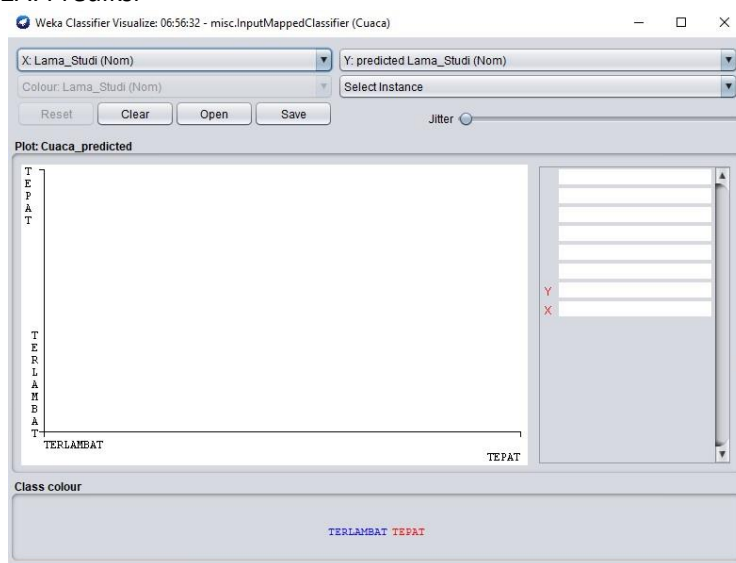 Weka Classifier Visualize: 06:56:32 - misc.InputMappedClassifier (Cuaca)
X: Lama_Studi (Nom)
Y: predicted Lama_Studi (Nom)
Colour: Lama_Studi (Nom)
Select Instance
Reset
Clear
Open
Save
Jitter
Plot: Cuaca_predicted
TEPAT
TERLAMBAT
Y
X
TERLAMBAT
TEPAT
Class colour
TERLAMBAT TEPAT